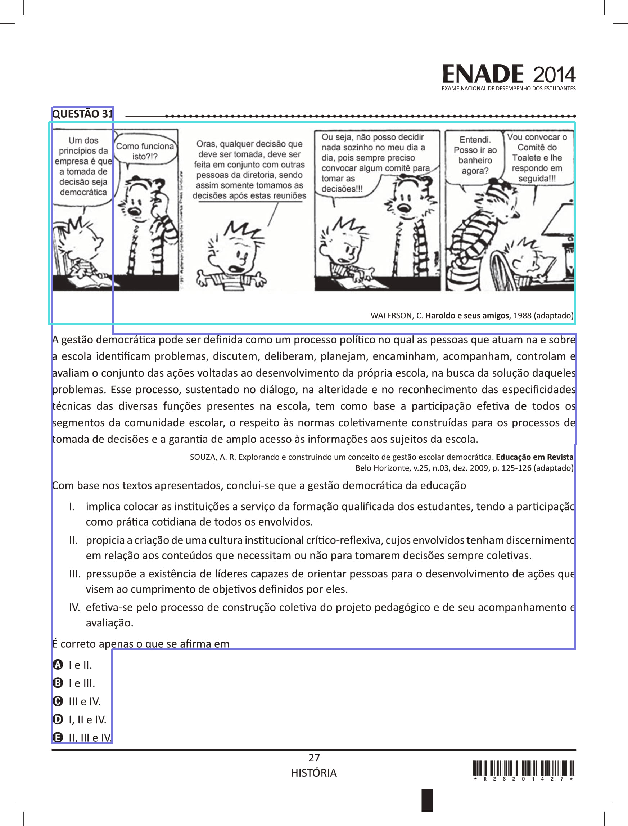 ENADE 2014
EXAME NACIONAL DE DESEMPENHO DOS ESTUDANTES
QUESTÃO 31
Um dos
princípios da
empresa é que
a tomada de
decisão seja
democrática
Como funciona
isto?!?
Oras, qualquer decisão que
deve ser tomada, deve ser
feita em conjunto com outras
pessoas da diretoria, sendo
assim somente tomamos as
decisões após estas reuniões
Ou seja, não posso decidir
nada sozinho no meu dia a
dia, pois sempre preciso
convocar algum comitê para
tomar as
decisões!!!
Entendi.
Posso ir ao
banheiro
agora?
Vou convocar o
Comitê do
Toalete e lhe
respondo em
seguida!!!
WATERSON, C. Haroldo e seus amigos, 1988 (adaptado)
A gestão democrática pode ser definida como um processo político no qual as pessoas que atuam na e sobre
a escola identificam problemas, discutem, deliberam, planejam, encaminham, acompanham, controlam e
avaliam o conjunto das ações voltadas ao desenvolvimento da própria escola, na busca da solução daqueles
problemas. Esse processo, sustentado no diálogo, na alteridade e no reconhecimento das especificidades
técnicas das diversas funções presentes na escola, tem como base a participação efetiva de todos os
segmentos da comunidade escolar, o respeito às normas coletivamente construídas para os processos de
tomada de decisões e a garantia de amplo acesso às informações aos sujeitos da escola.
SOUZA, A. R. Explorando e construindo um conceito de gestão escolar democrática. Educação em Revista
Belo Horizonte, v.25, n.03, dez. 2009, p. 125-126 (adaptado)
Com base nos textos apresentados, conclui-se que a gestão democrática da educação
I. implica colocar as instituições a serviço da formação qualificada dos estudantes, tendo a participação
como prática cotidiana de todos os envolvidos.
II. propicia a criação de uma cultura institucional crítico-reflexiva, cujos envolvidos tenham discernimento
em relação aos conteúdos que necessitam ou não para tomarem decisões sempre coletivas.
III. pressupõe a existência de líderes capazes de orientar pessoas para o desenvolvimento de ações que
visem ao cumprimento de objetivos definidos por eles.
IV. efetiva-se pelo processo de construção coletiva do projeto pedagógico e de seu acompanhamento e
avaliação.
É correto apenas o que se afirma em
A I e II.
B I e III.
C III e IV.
D I, II e IV.
E II, III e IV.
27
HISTÓRIA